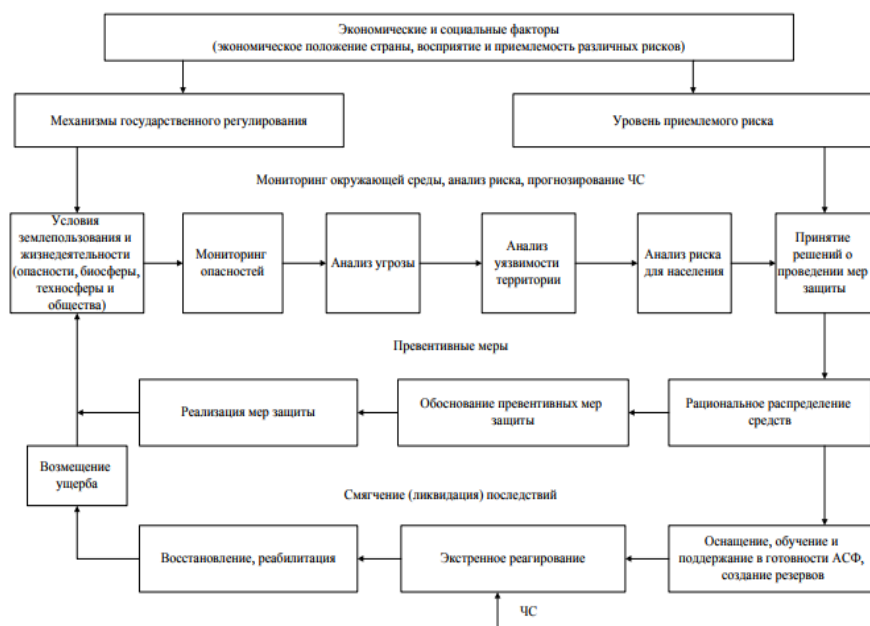 Экономические и социальные факторы
(экономическое положение страны, восприятие и приемлемость различных рисков)
Механизмы государственного регулирования
Уровень приемлемого риска
Мониторинг окружающей среды, анализ риска, прогнозирование ЧС
Условия
землепользования и
жизнедеятельности
(опасности, биосферы,
техносферы и
общества)
Мониторинг
опасностей
Анализ угрозы
Анализ
уязвимости
территории
Анализ риска
для населения
Принятие
решений о
проведении мер
защиты
Превентивные меры
Реализация мер защиты
Обоснование превентивных мер
защиты
Рациональное распределение
средств
Возмещение
ущерба
Смягчение (ликвидация) последствий
Восстановление, реабилитация
Экстренное реагирование
Оснащение, обучение и
поддержание в готовности АСФ,
создание резервов
ЧС